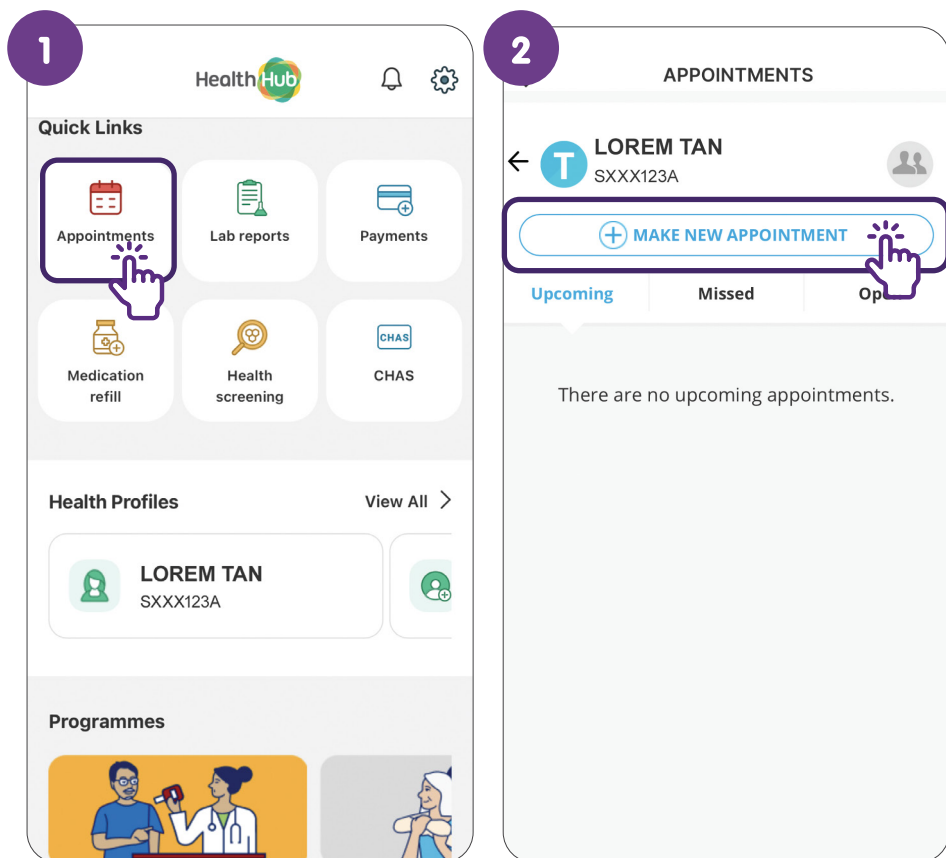 1
HealthHub
Quick Links
Appointments
Lab reports
Payments
CHAS
Medication
refill
Health
screening
CHAS
Health Profiles
View All
LOREM TAN
SXXX123A
Programmes
2
APPOINTMENTS
T
LOREM TAN
SXXX123A
MAKE NEW APPOINTMENT
Upcoming
Missed
There are no upcoming appointments.